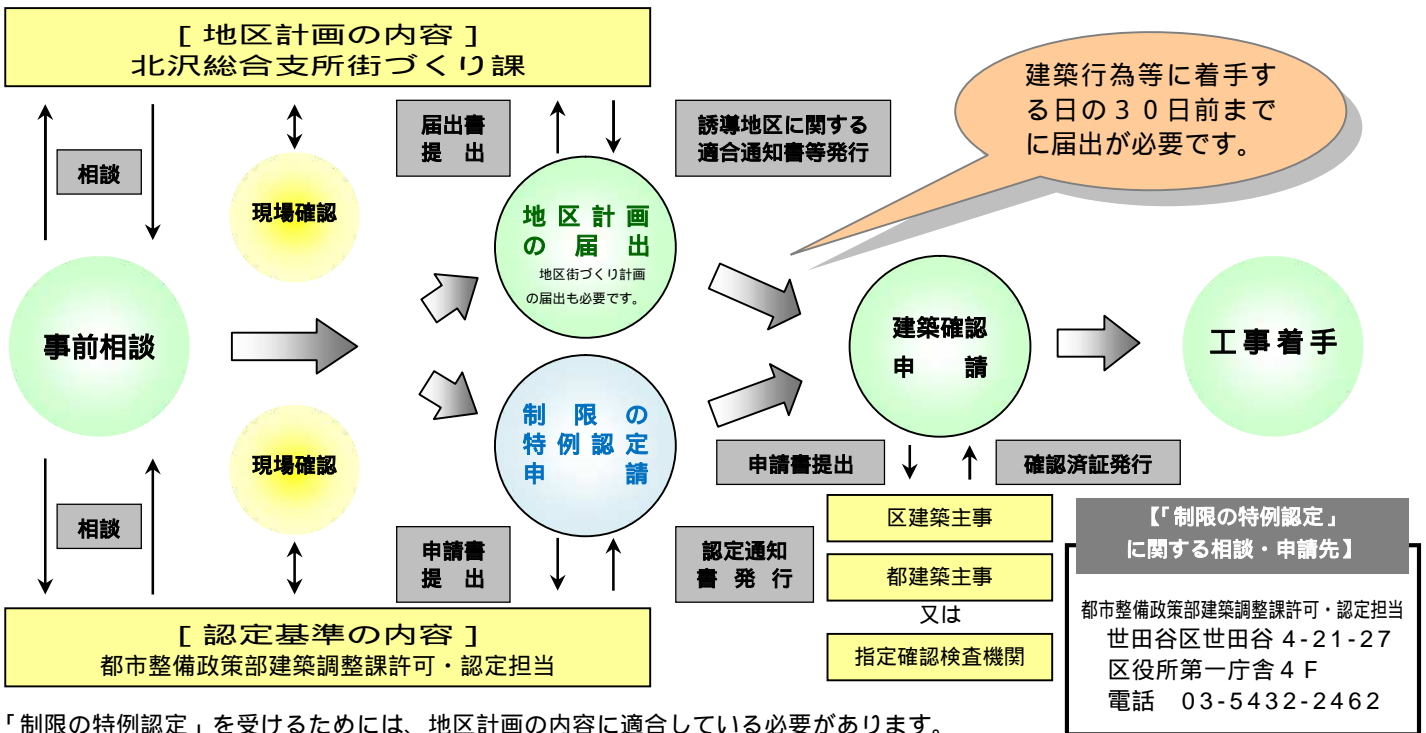 [ 地区計画の内容 ]
北沢総合支所街づくり課
建築行為等に着手す
る日の３０日前まで
に届出が必要です。
相談
現場確認
届出書
提　出
誘導地区に関する
適合通知書等発行
地区計画
の届出
地区街づくり計画
の届出も必要です。
事前相談
建築確認
申　請
工事着手
制限の
特例認定
申　請
現場確認
相談
申請書
提　出
認定通知
書発行
申請書提出
確認済証発行
区建築主事
都建築主事
又は
指定確認検査機関
[ 認定基準の内容 ]
都市整備政策部建築調整課許可・認定担当
【「制限の特例認定」
に関する相談・申請先】
都市整備政策部建築調整課許可・認定担当
世田谷区世田谷 4-21-27
区役所第一庁舎４Ｆ
電話　03-5432-2462
「制限の特例認定」を受けるためには、地区計画の内容に適合している必要があります。